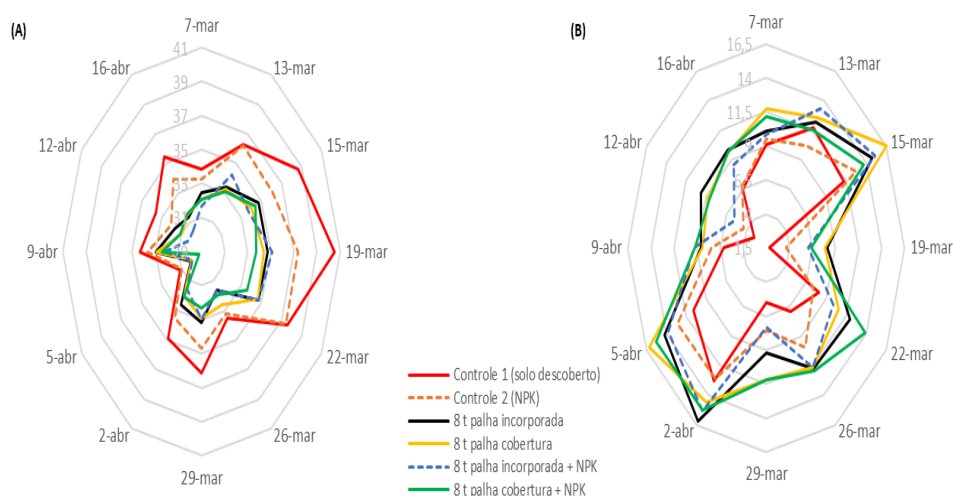 (A)
7-mar
13-mar
15-mar
19-mar
22-mar
26-mar
29-mar
2-abr
5-abr
9-abr
12-abr
16-abr
41
39
37
35
33
31
(B)
7-mar
13-mar
15-mar
19-mar
22-mar
26-mar
29-mar
2-abr
5-abr
9-abr
12-abr
16-abr
16,5
14
11,5
Controle 1 (solo descoberto)
Controle 2 (NPK)
8 t palha incorporada
8 t palha cobertura
8 t palha incorporada + NPK
8 t palha cobertura + NPK